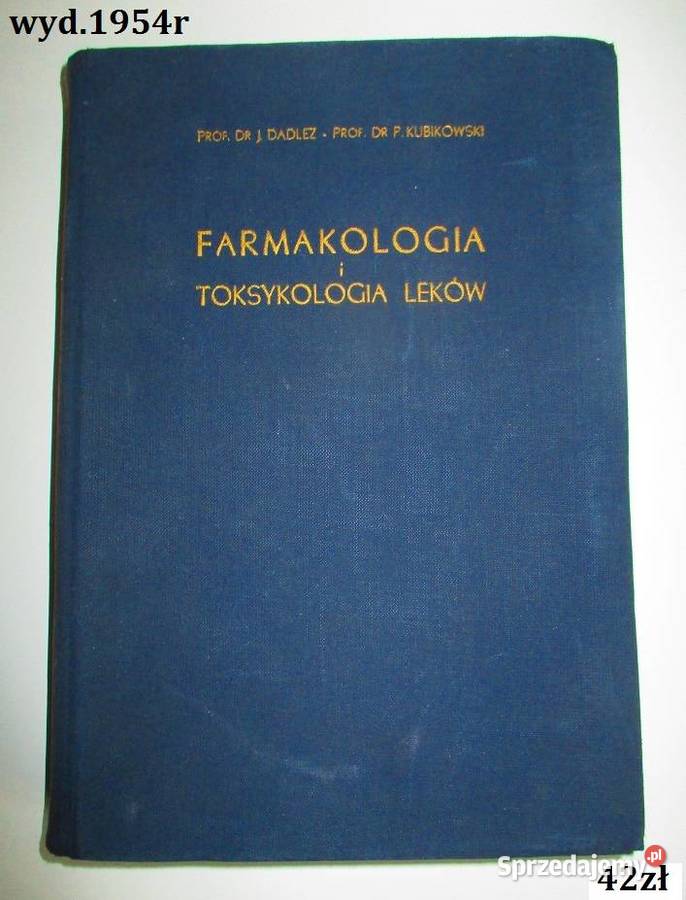 wyd.1954r
PROF. DR J. DADLEZ - PROF. DR P. KUBIKOWSKI
FARMAKOLOGIA
i
TOKSYKOLOGIA LEKÓW
Sprzedajemy.pl
42zł